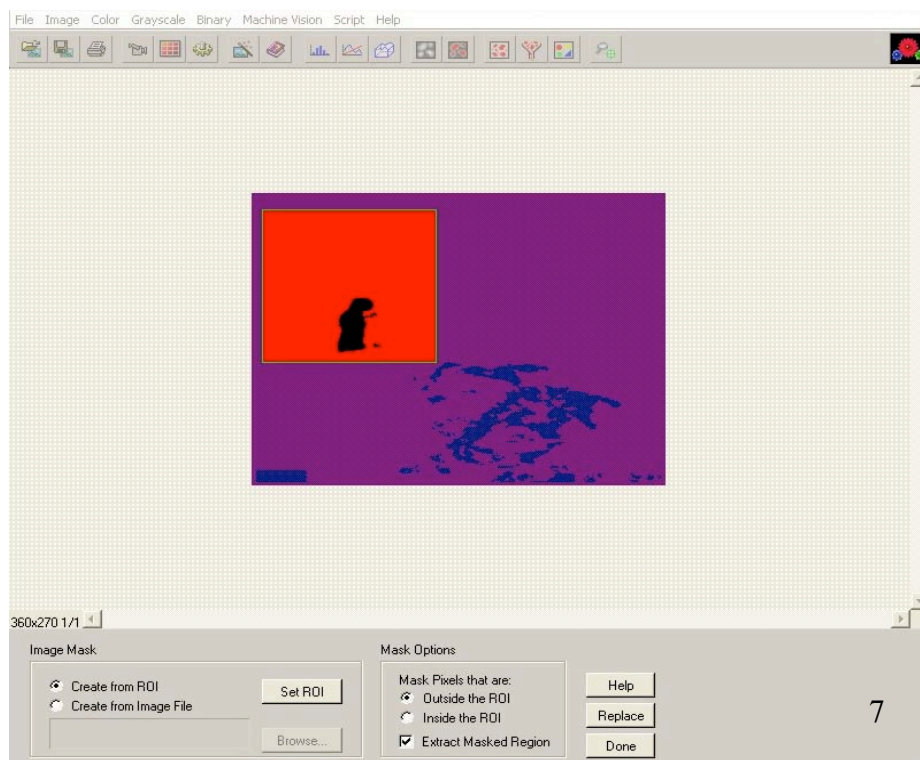 File Image Color Grayscale Binary Machine Vision Script Help
360x270 1/1
Image Mask
Create from ROI
Set ROI
Create from Image File
Browse...
Mask Options
Mask Pixels that are:
Outside the ROI
Inside the ROI
Extract Masked Region
Help
Replace
Done
7